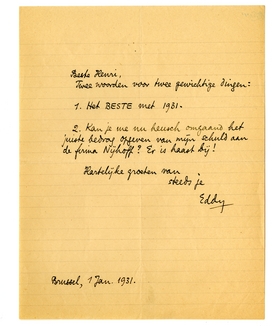 Beste Henri,
Twee woorden voor twee gewichtige dingen:
1. Het BESTE met 1931.
2. Kan je me nu heusch omgaand het
juiste bedrag opgeven van mijn schuld aan
de firma Nijhoff? Er is haast bij!
Hartelijke groeten van
steeds je
Eddy
Brussel, 1 Jan. 1931.